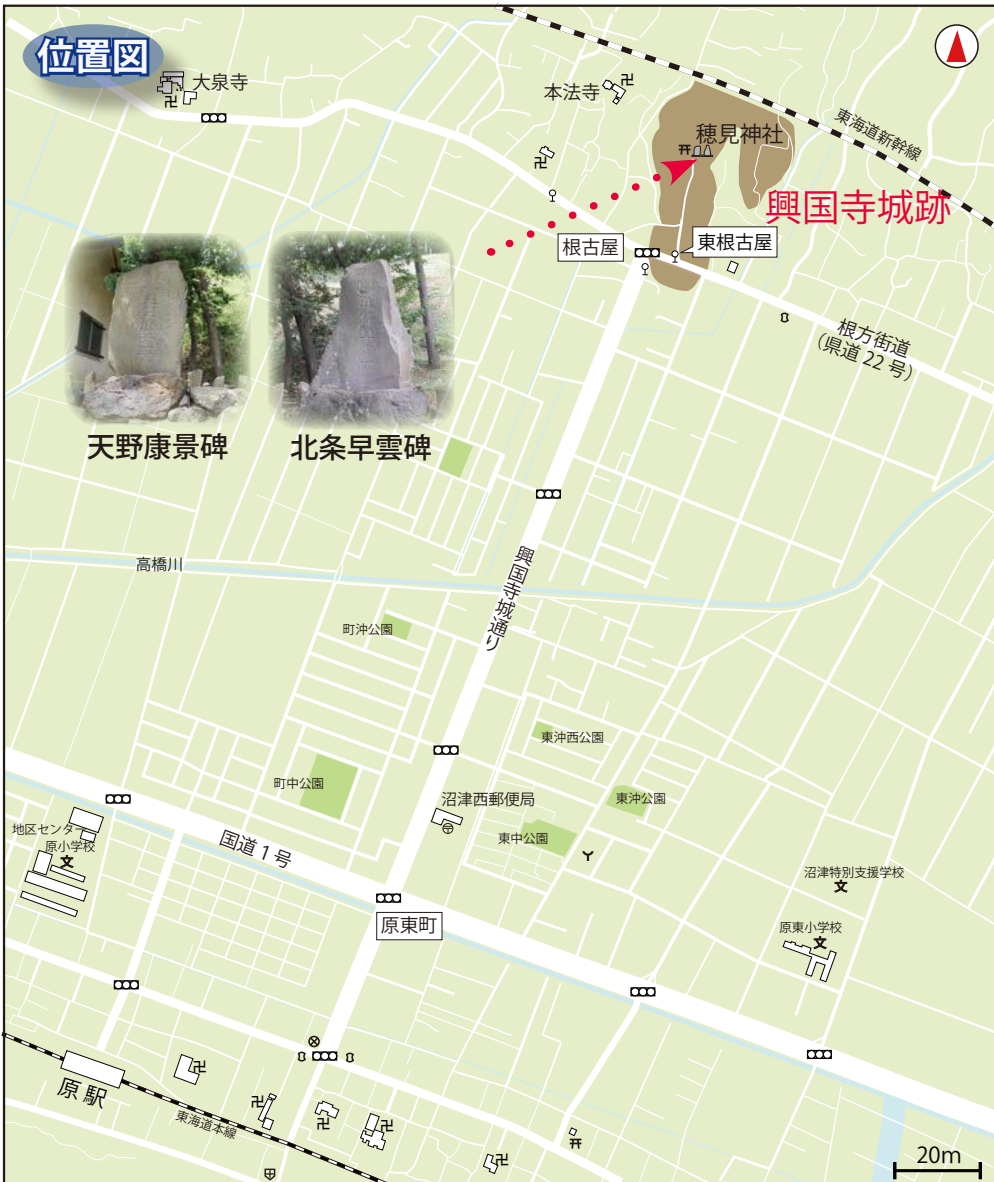 位置図
大泉寺
本法寺
穂見神社
東海道新幹線
興国寺城跡
根古屋
東根古屋
根方街道
(県道 22 号)
天野康景碑
北条早雲碑
高橋川
興国寺城通り
町沖公園
東沖西公園
町中公園
沼津西郵便局
東沖公園
東中公園
地区センター
原小学校
国道 1 号
沼津特別支援学校
原東町
原東小学校
原 駅
東海道本線
20m